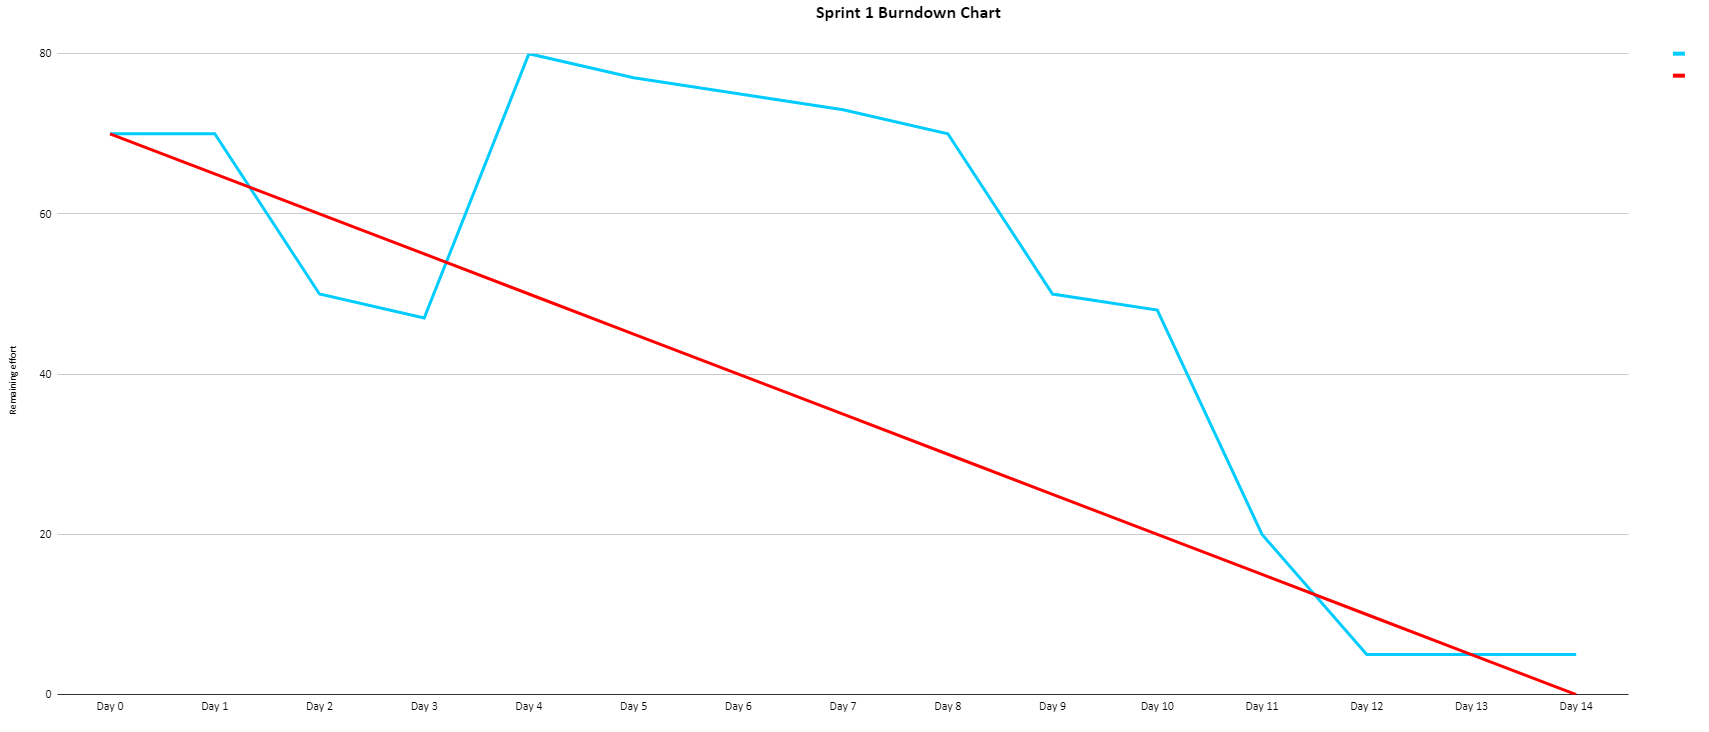 Sprint 1 Burndown Chart
80
60
40
20
0
Remaining effort
Day 0 Day 1 Day 2 Day 3 Day 4 Day 5 Day 6 Day 7 Day 8 Day 9 Day 10 Day 11 Day 12 Day 13 Day 14